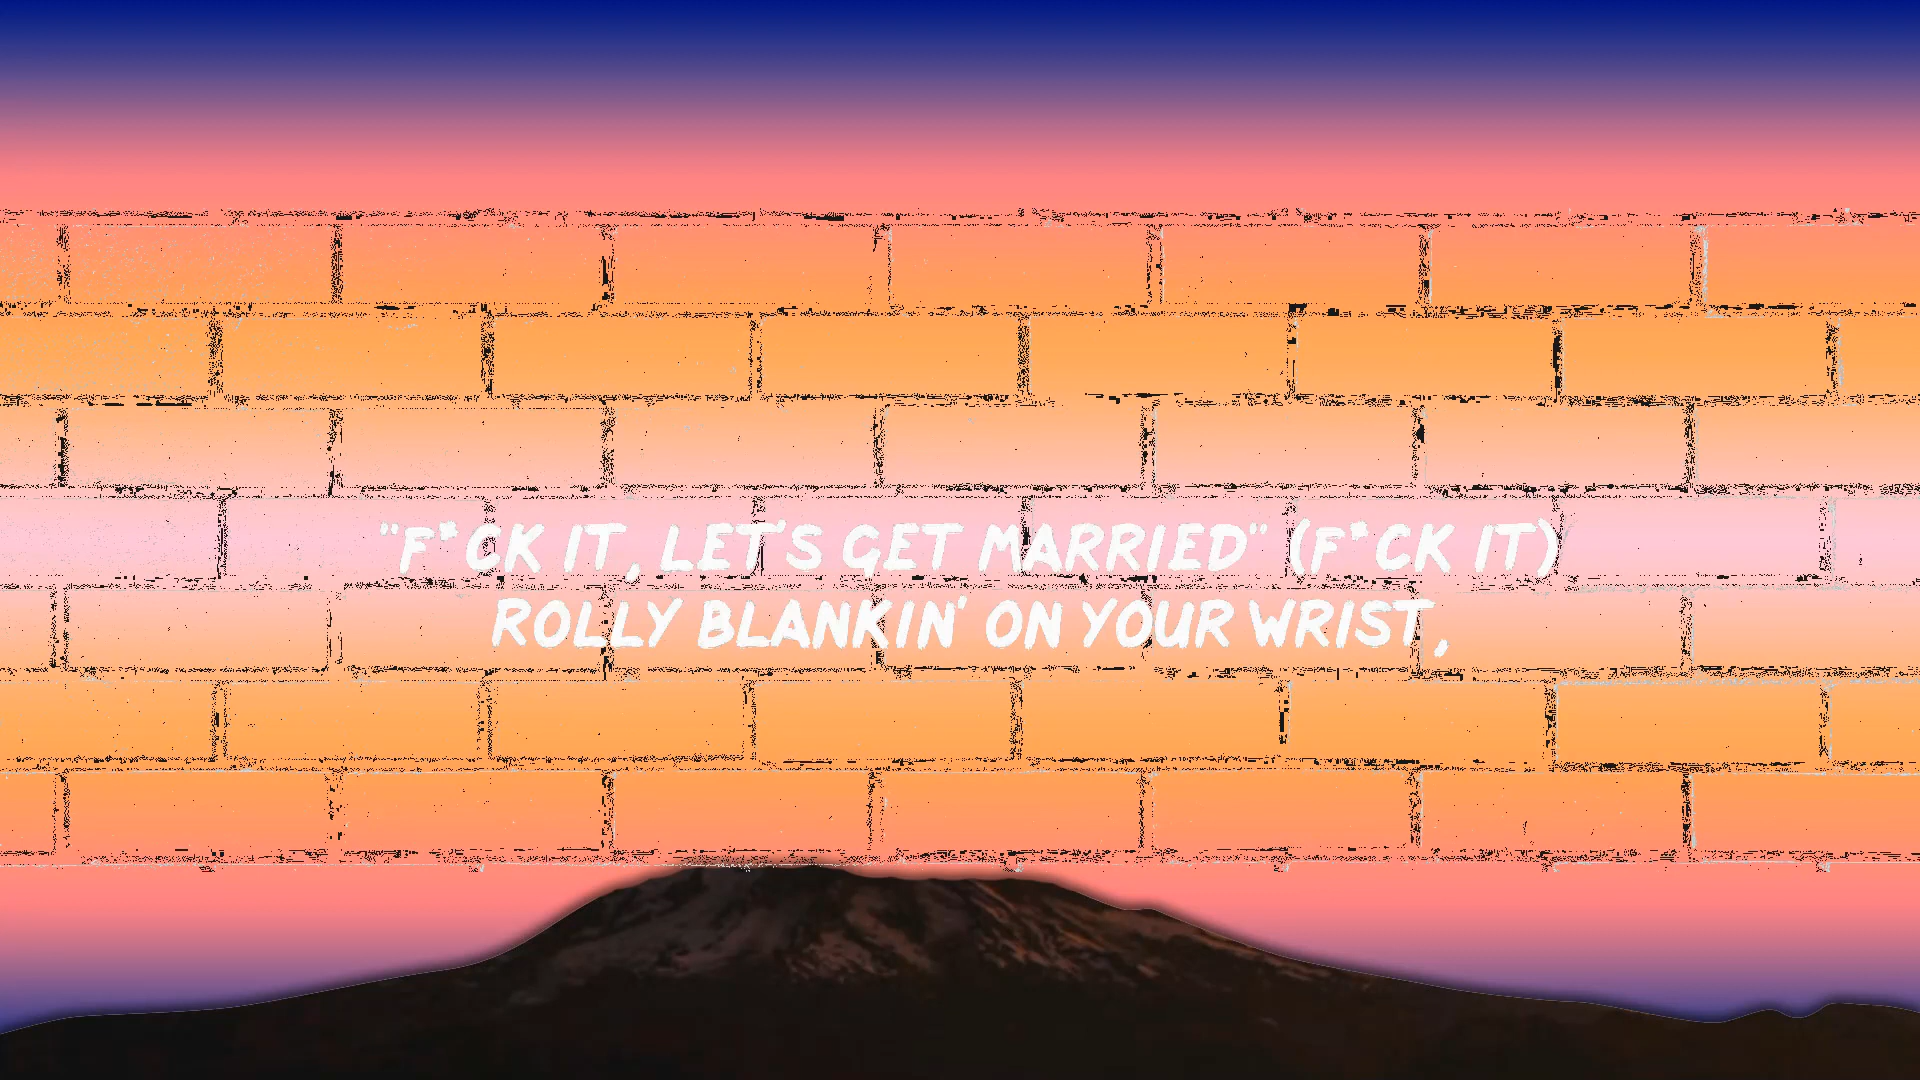 "F*CK IT, LET'S GET MARRIED" (F*CK IT)
ROLLY BLANKIN' ON YOUR WRIST,